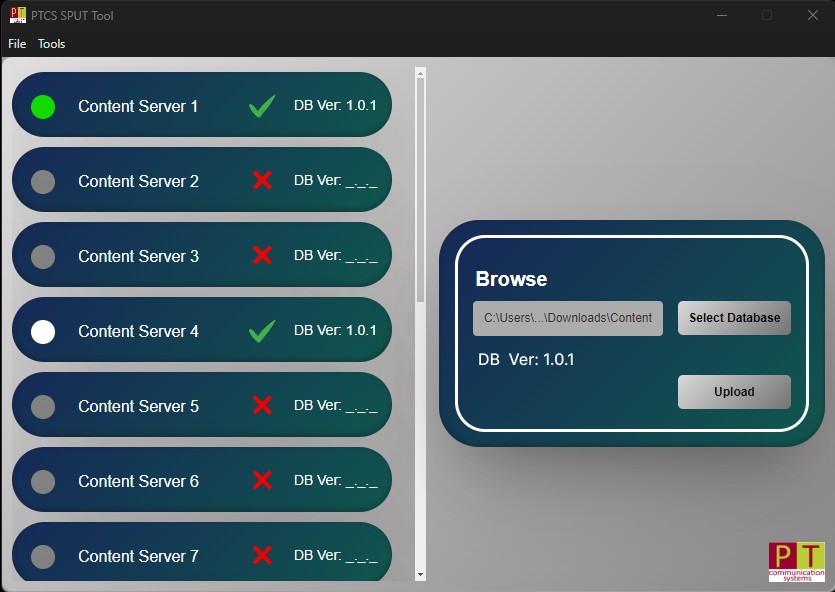 PTCS SPUT Tool
File Tools
Content Server 1 DB Ver: 1.0.1
Content Server 2 DB Ver: _._._
Content Server 3 DB Ver: _._._
Content Server 4 DB Ver: 1.0.1
Content Server 5 DB Ver: _._._
Content Server 6 DB Ver: _._._
Content Server 7 DB Ver: _._._
Browse
C:\Users\...\Downloads\Content Select Database
DB Ver: 1.0.1
Upload
PT
communication
systems